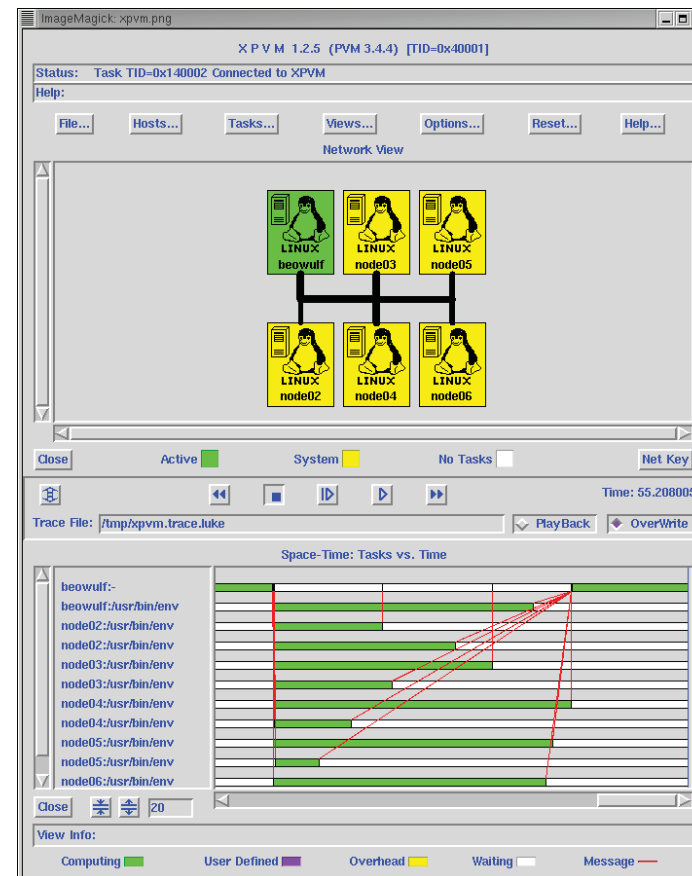 ImageMagick: xpvm.png
X P V M 1.2.5 (PVM 3.4.4) [TID=0x40001]
Status: Task TID=0x140002 Connected to XPVM
Help:
File... Hosts... Tasks... Views... Options... Reset... Help...
Network View
LINUX LINUX LINUX
beowulf node03 node05
LINUX LINUX LINUX
node02 node04 node06
Close Active System No Tasks Net Key
Time: 55.208005
Trace File: /tmp/xpvm.trace.luke PlayBack OverWrite
Space-Time: Tasks vs. Time
beowulf:-
beowulf:/usr/bin/env
node02:/usr/bin/env
node02:/usr/bin/env
node03:/usr/bin/env
node03:/usr/bin/env
node04:/usr/bin/env
node04:/usr/bin/env
node05:/usr/bin/env
node05:/usr/bin/env
node06:/usr/bin/env
Close 20
View Info:
Computing User Defined Overhead Waiting Message